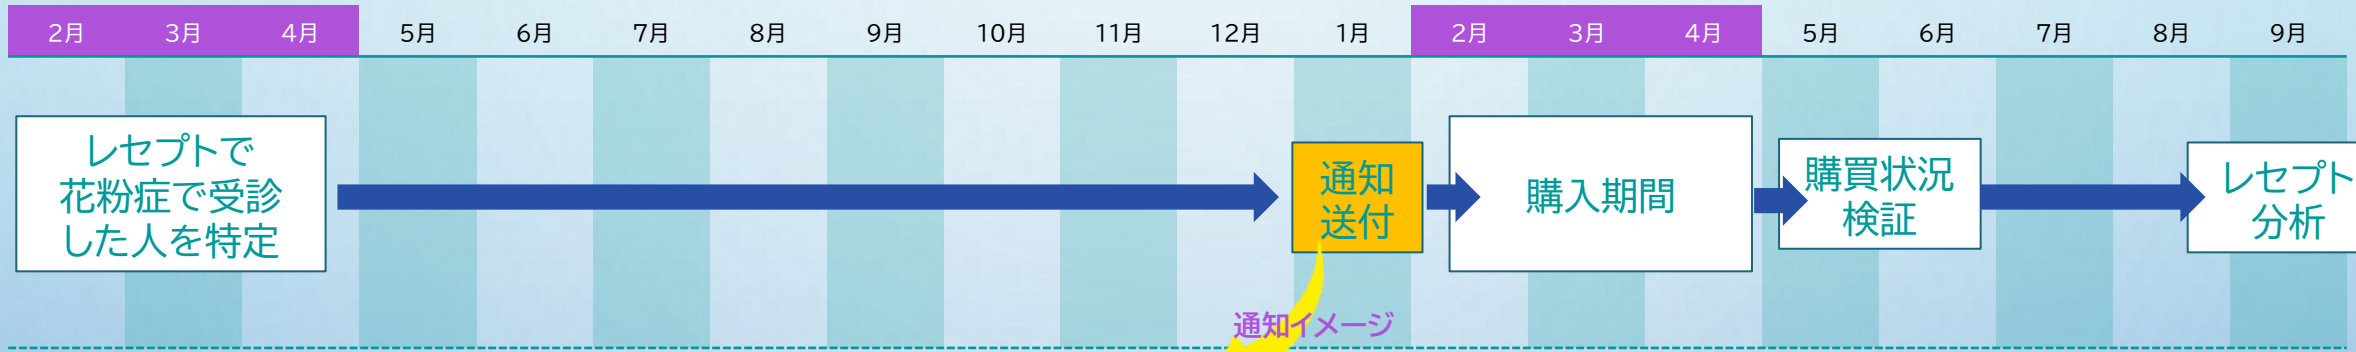 2月 3月 4月 5月 6月 7月 8月 9月 10月 11月 12月 1月 2月 3月 4月 5月 6月 7月 8月 9月
レセプトで
花粉症で受診
した人を特定
通知
送付
購入期間
購買状況
検証
レセプト
分析
通知イメージ